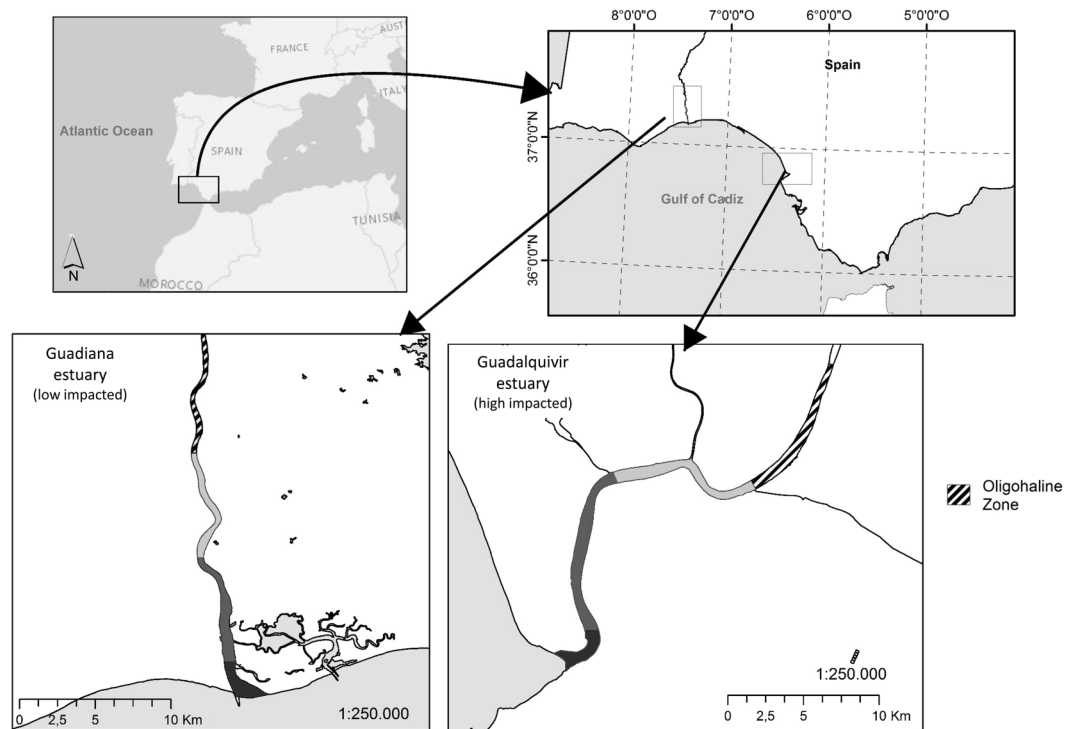 FRANCE
AUST
ITALY
Atlantic Ocean
SPAIN
TUNISIA
MOROCCO
N
8°0'0"O 7°0'0"O 6°0'0"O 5°0'0"O
37°0'0"N
36°0'0"N
Spain
Gulf of Cadiz
Guadiana
estuary
(low impacted)
0 2,5 5 10 Km
1:250.000
Guadalquivir
estuary
(high impacted)
1:250.000
0 2,5 5 10 Km
Oligohaline
Zone